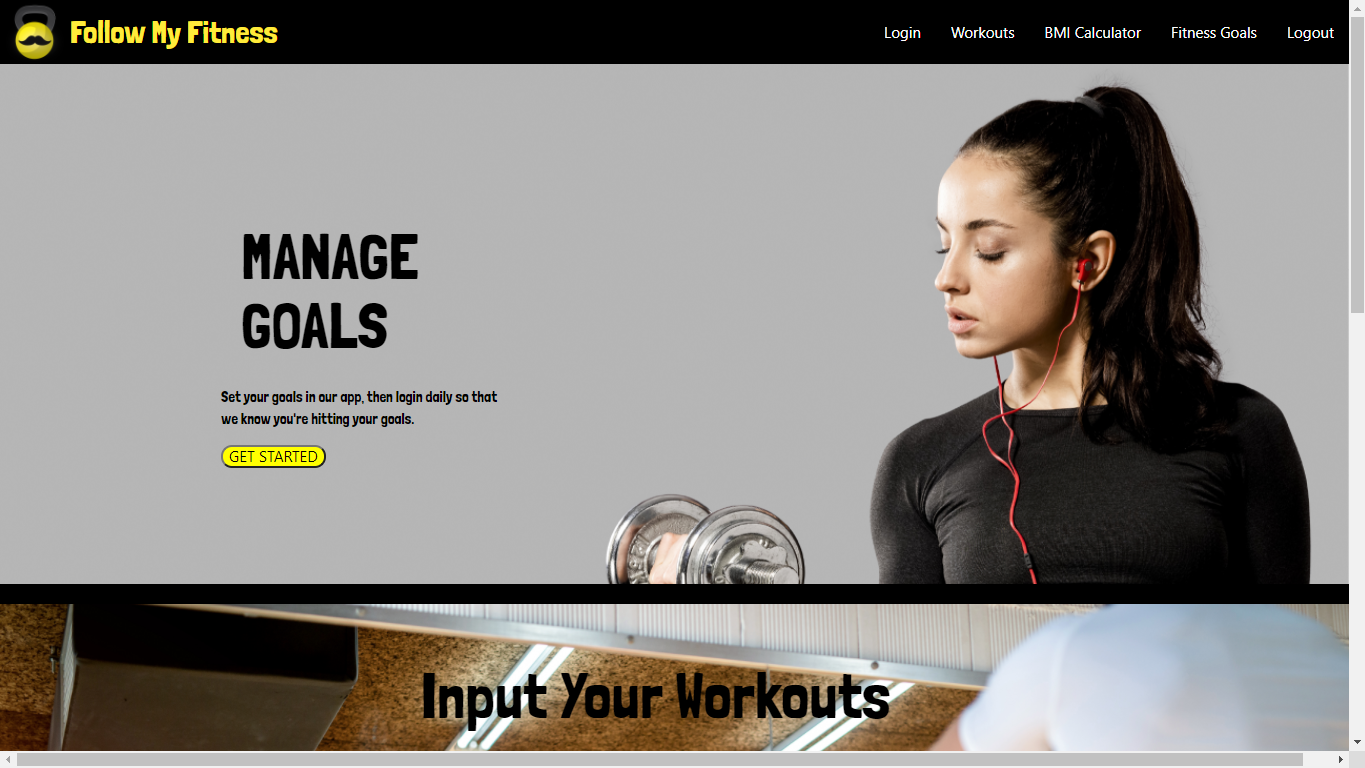 Follow My Fitness
Login Workouts BMI Calculator Fitness Goals Logout
MANAGE
GOALS
Set your goals in our app, then login daily so that
we know you're hitting your goals.
GET STARTED
Input Your Workouts